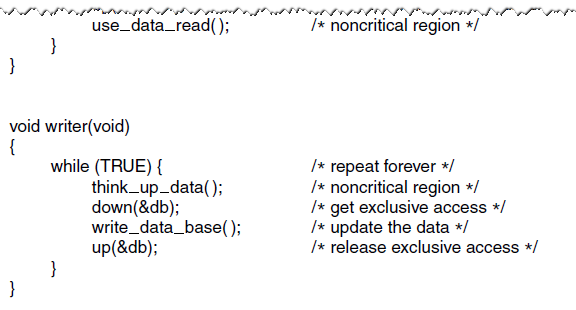 use_data_read( ); /* noncritical region */
}
}
void writer(void)
{
while (TRUE) { /* repeat forever */
think_up_data( ); /* noncritical region */
down(&db); /* get exclusive access */
write_data_base( ); /* update the data */
up(&db); /* release exclusive access */
}
}